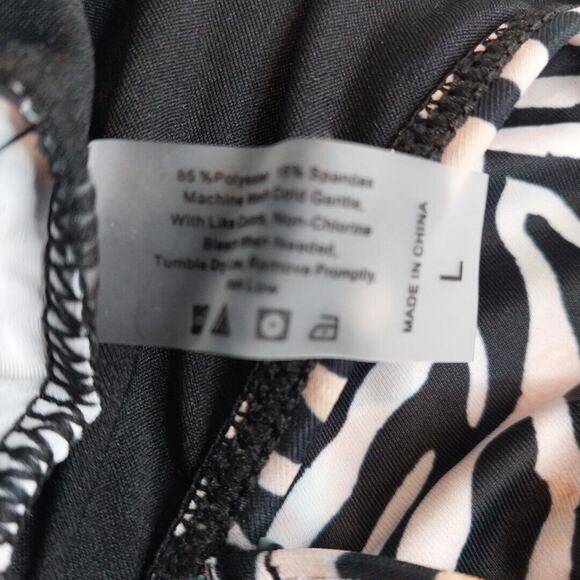 85 %Polyester 15% Spandex
Machine Wash Cold Gentle,
With Like Colors, Non-Chlorine
Bleach When Needed,
Tumble Dry Low, Remove Promptly.
Low
MADE IN CHINA
L